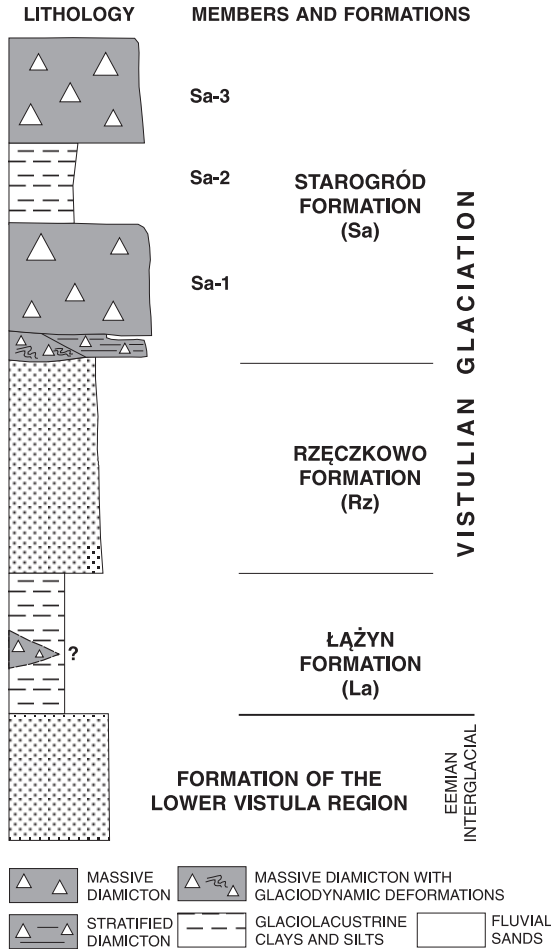 LITHOLOGY
MEMBERS AND FORMATIONS
Sa-3
Sa-2
Sa-1
STAROGRÓD
FORMATION
(Sa)
RZĘCZKOWO
FORMATION
(Rz)
VISTULIAN GLACIATION
?
ŁĄŻYN
FORMATION
(La)
FORMATION OF THE
LOWER VISTULA REGION
EEMIAN
INTERGLACIAL
MASSIVE
DIAMICTON
MASSIVE DIAMICTON WITH
GLACIODYNAMIC DEFORMATIONS
STRATIFIED
DIAMICTON
GLACIOLACUSTRINE
CLAYS AND SILTS
FLUVIAL
SANDS